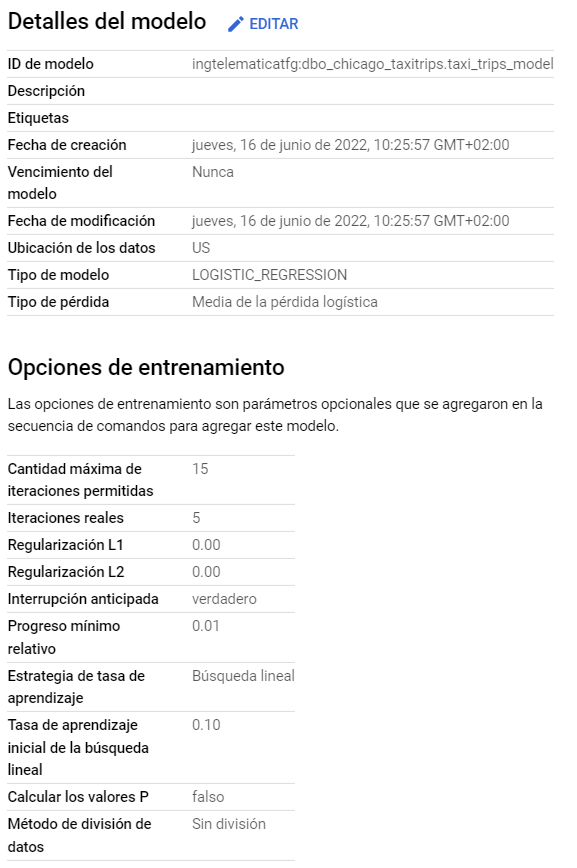 Detalles del modelo EDITAR
ID de modelo ingtelematicatfg:dbo_chicago_taxitrips.taxi_trips_model
Descripción
Etiquetas
Fecha de creación jueves, 16 de junio de 2022, 10:25:57 GMT+02:00
Vencimiento del Nunca
modelo
Fecha de modificación jueves, 16 de junio de 2022, 10:25:57 GMT+02:00
Ubicación de los datos US
Tipo de modelo LOGISTIC_REGRESSION
Tipo de pérdida Media de la pérdida logística
Opciones de entrenamiento
Las opciones de entrenamiento son parámetros opcionales que se agregaron en la
secuencia de comandos para agregar este modelo.
Cantidad máxima de 15
iteraciones permitidas
Iteraciones reales 5
Regularización L1 0.00
Regularización L2 0.00
Interrupción anticipada verdadero
Progreso mínimo 0.01
relativo
Estrategia de tasa de Búsqueda lineal
aprendizaje
Tasa de aprendizaje 0.10
inicial de la búsqueda
lineal
Calcular los valores P falso
Método de división de Sin división
datos